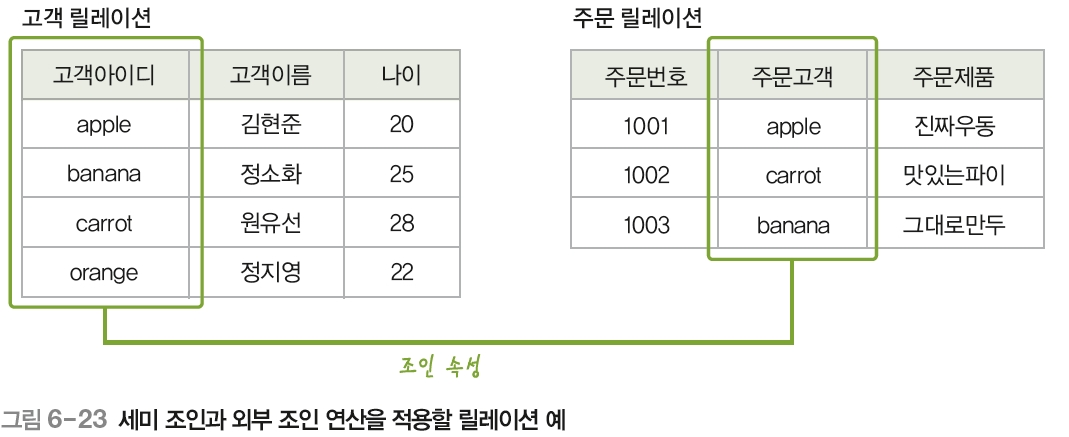 고객 릴레이션
고객아이디 고객이름 나이
apple 김현준 20
banana 정소화 25
carrot 원유선 28
orange 정지영 22
주문 릴레이션
주문번호 주문고객 주문제품
1001 apple 진짜우동
1002 carrot 맛있는파이
1003 banana 그대로만두
조인 속성
그림 6-23 세미 조인과 외부 조인 연산을 적용할 릴레이션 예